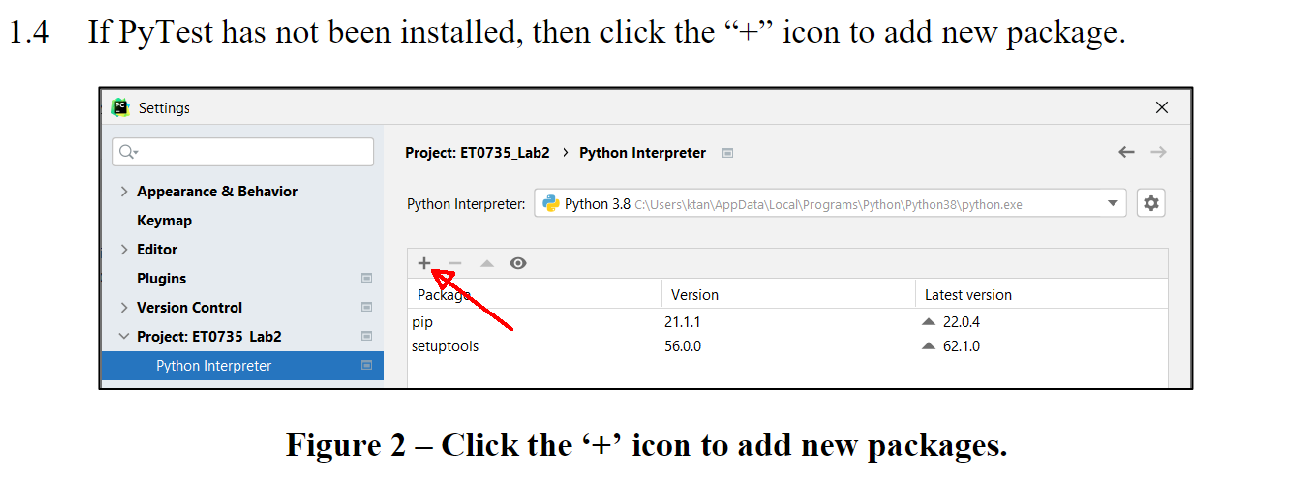 1.4 If PyTest has not been installed, then click the “+” icon to add new package.
Settings
Project: ET0735_Lab2 > Python Interpreter
Appearance & Behavior
Python Interpreter: Python 3.8 C:\Users\ktan\AppData\Local\Programs\Python\Python38\python.exe
Keymap
Editor
Plugins
Version Control
Project: ET0735_Lab2
Python Interpreter
Package Version Latest version
pip 21.1.1 22.0.4
setuptools 56.0.0 62.1.0
Figure 2 – Click the ‘+’ icon to add new packages.